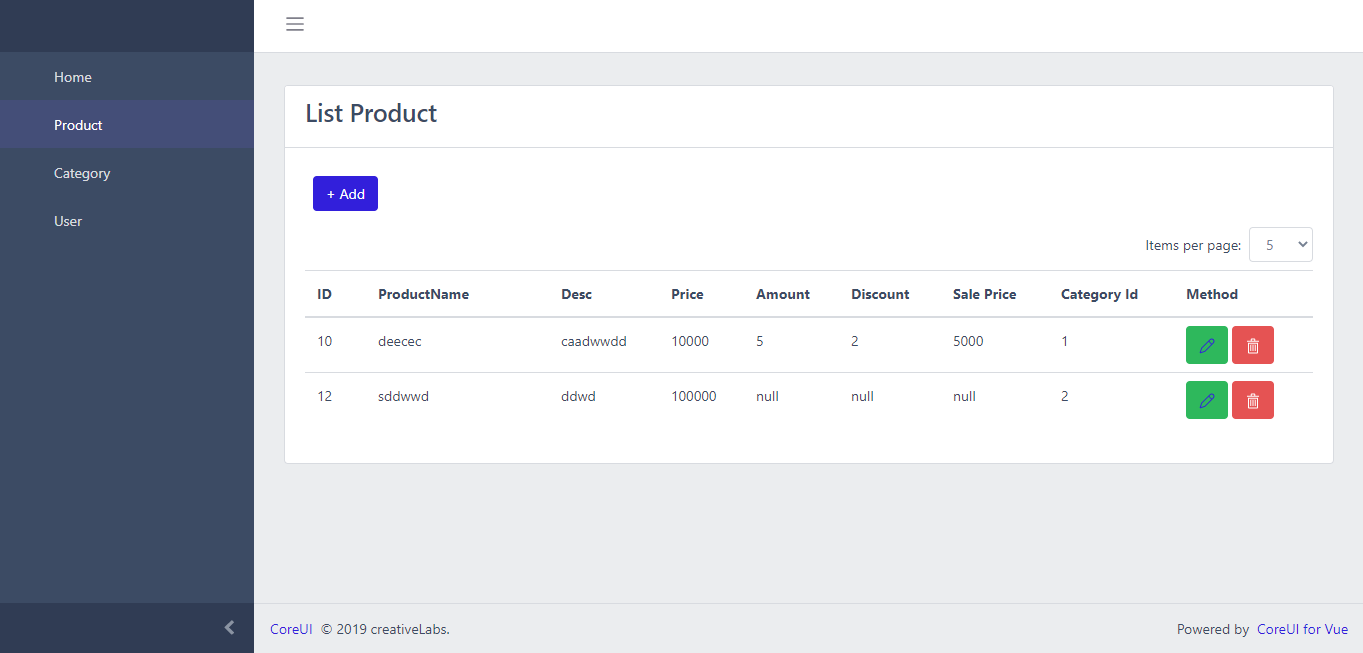 Home
Product
Category
User
List Product
+ Add
Items per page: 5
ID ProductName Desc Price Amount Discount Sale Price Category Id Method
10 deecec caadwwdd 10000 5 2 5000 1
12 sddwwd ddwd 100000 null null null 2
CoreUI © 2019 creativeLabs. Powered by CoreUI for Vue